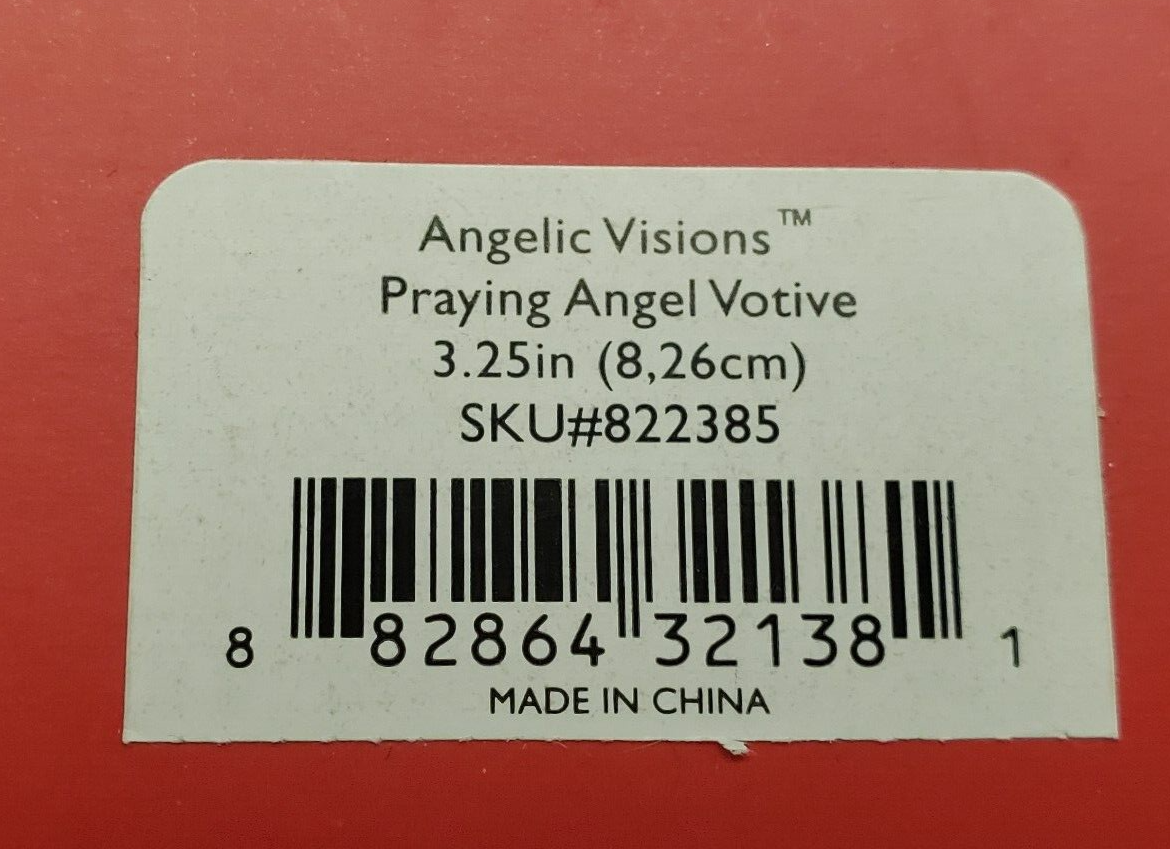 Angelic Visions™
Praying Angel Votive
3.25in (8,26cm)
SKU#822385
8 82864 32138 1
MADE IN CHINA